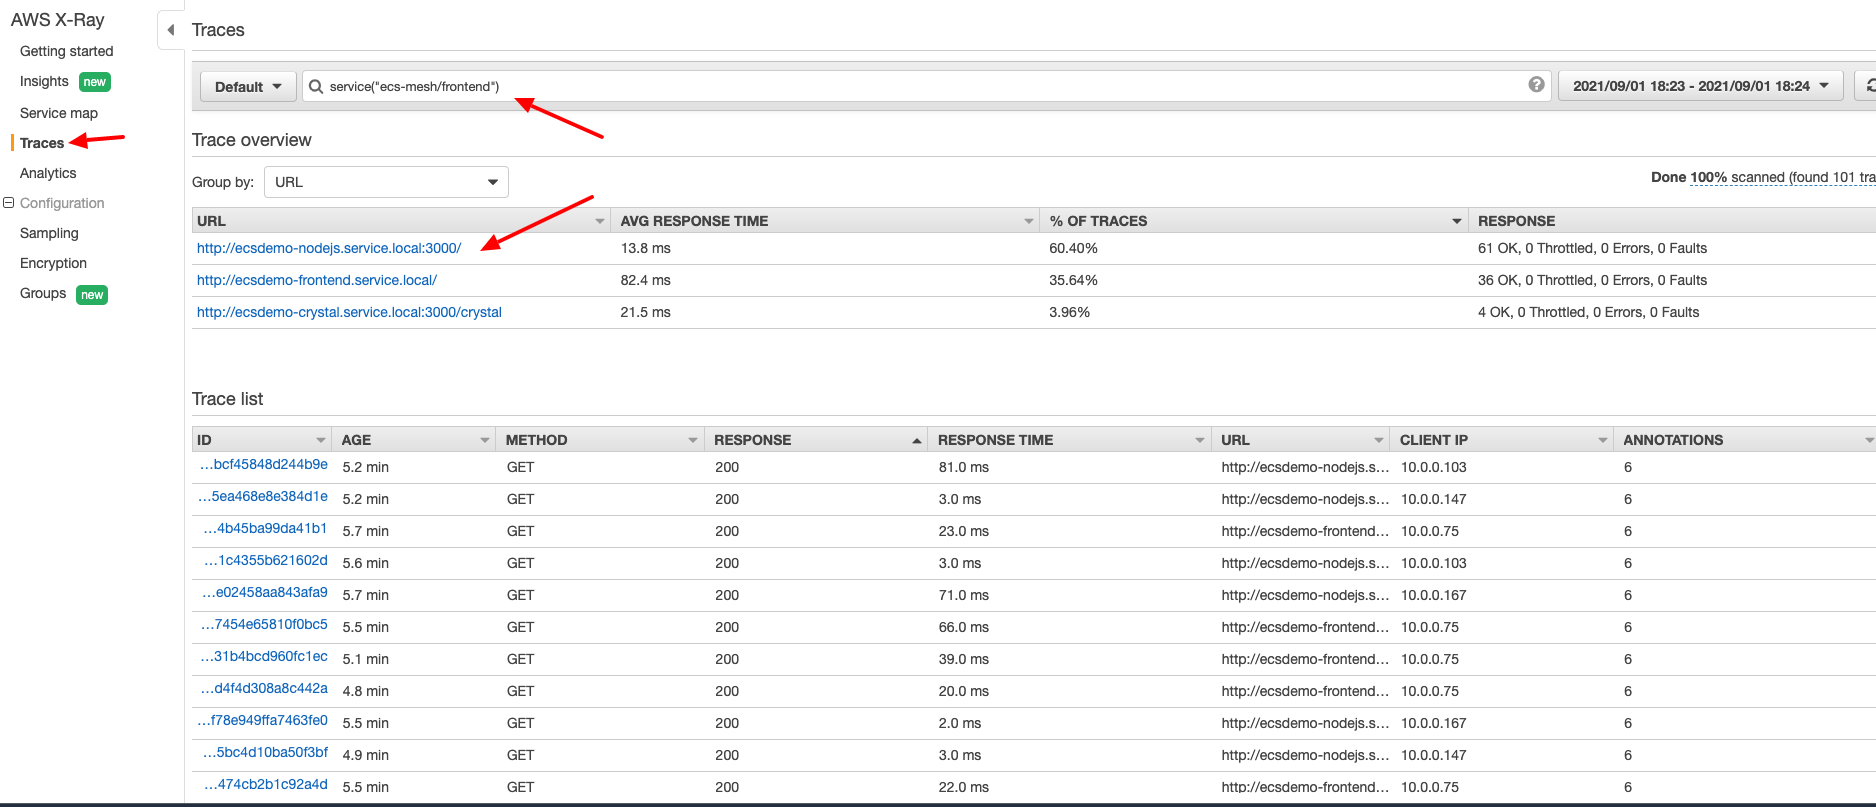 AWS X-Ray
Getting started
Insights new
Service map
Traces
Analytics
Configuration
Sampling
Encryption
Groups new
Traces
Default service("ecs-mesh/frontend") ? 2021/09/01 18:23 - 2021/09/01 18:24
Trace overview
Group by: URL Done 100% scanned (found 101 tra
URL AVG RESPONSE TIME % OF TRACES RESPONSE
http://ecsdemo-nodejs.service.local:3000/ 13.8 ms 60.40% 61 OK, 0 Throttled, 0 Errors, 0 Faults
http://ecsdemo-frontend.service.local/ 82.4 ms 35.64% 36 OK, 0 Throttled, 0 Errors, 0 Faults
http://ecsdemo-crystal.service.local:3000/crystal 21.5 ms 3.96% 4 OK, 0 Throttled, 0 Errors, 0 Faults
Trace list
ID AGE METHOD RESPONSE RESPONSE TIME URL CLIENT IP ANNOTATIONS
...bcf45848d244b9e 5.2 min GET 200 81.0 ms http://ecsdemo-nodejs.s... 10.0.0.103 6
...5ea468e8e384d1e 5.2 min GET 200 3.0 ms http://ecsdemo-nodejs.s... 10.0.0.147 6
...4b45ba99da41b1 5.7 min GET 200 23.0 ms http://ecsdemo-frontend... 10.0.0.75 6
...1c4355b621602d 5.6 min GET 200 3.0 ms http://ecsdemo-nodejs.s... 10.0.0.103 6
...e02458aa843afa9 5.7 min GET 200 71.0 ms http://ecsdemo-nodejs.s... 10.0.0.167 6
...7454e65810f0bc5 5.5 min GET 200 66.0 ms http://ecsdemo-frontend... 10.0.0.75 6
...31b4bcd960fc1ec 5.1 min GET 200 39.0 ms http://ecsdemo-frontend... 10.0.0.75 6
...d4f4d308a8c442a 4.8 min GET 200 20.0 ms http://ecsdemo-frontend... 10.0.0.75 6
...f78e949ffa7463fe0 5.5 min GET 200 2.0 ms http://ecsdemo-nodejs.s... 10.0.0.167 6
...5bc4d10ba50f3bf 4.9 min GET 200 3.0 ms http://ecsdemo-nodejs.s... 10.0.0.147 6
...474cb2b1c92a4d 5.5 min GET 200 22.0 ms http://ecsdemo-frontend... 10.0.0.75 6